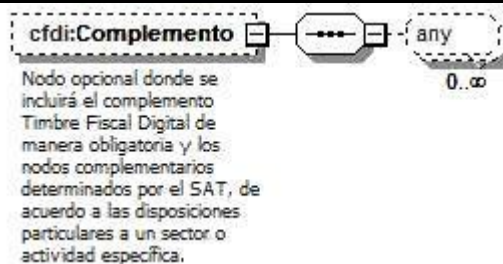 cfdi:Complemento
any
0..∞
Nodo opcional donde se
incluirá el complemento
Timbre Fiscal Digital de
manera obligatoria y los
nodos complementarios
determinados por el SAT, de
acuerdo a las disposiciones
particulares a un sector o
actividad específica.